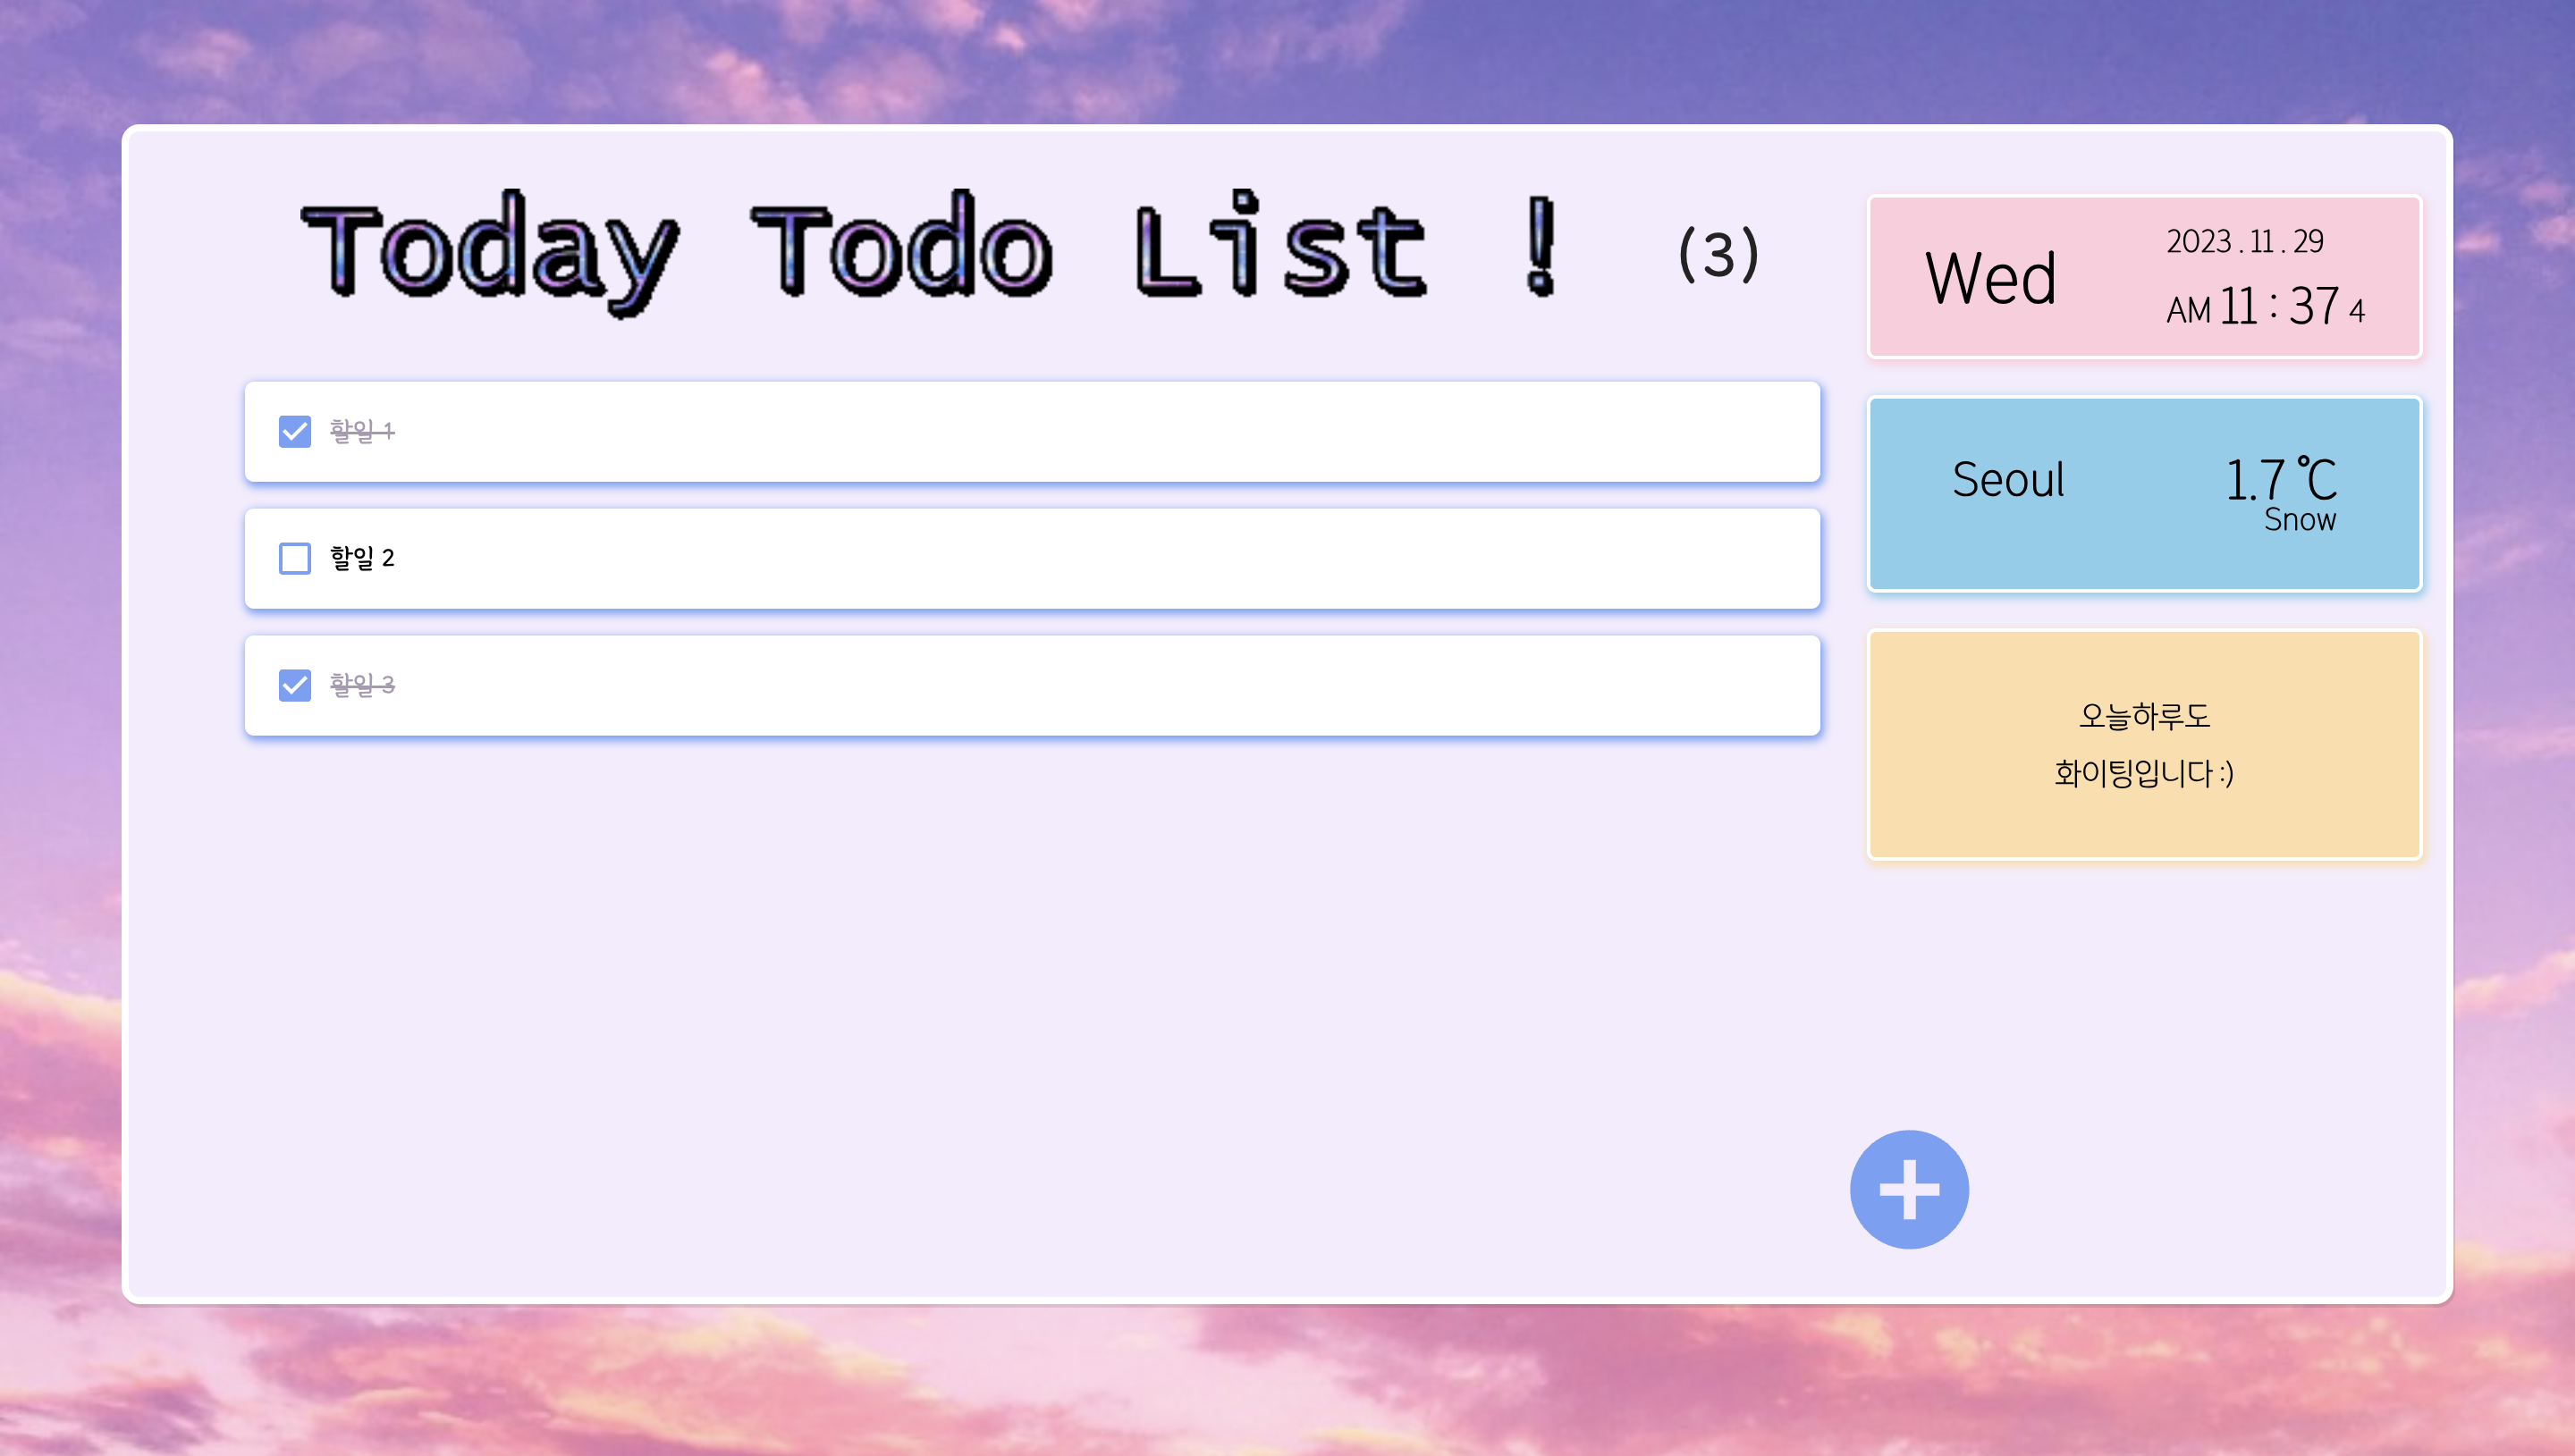 Today Todo List !
(3)
할일 1
할일 2
할일 3
Wed
2023 . 11 . 29
AM 11 : 37 4
Seoul
1.7 ℃
Snow
오늘하루도
화이팅입니다 :)